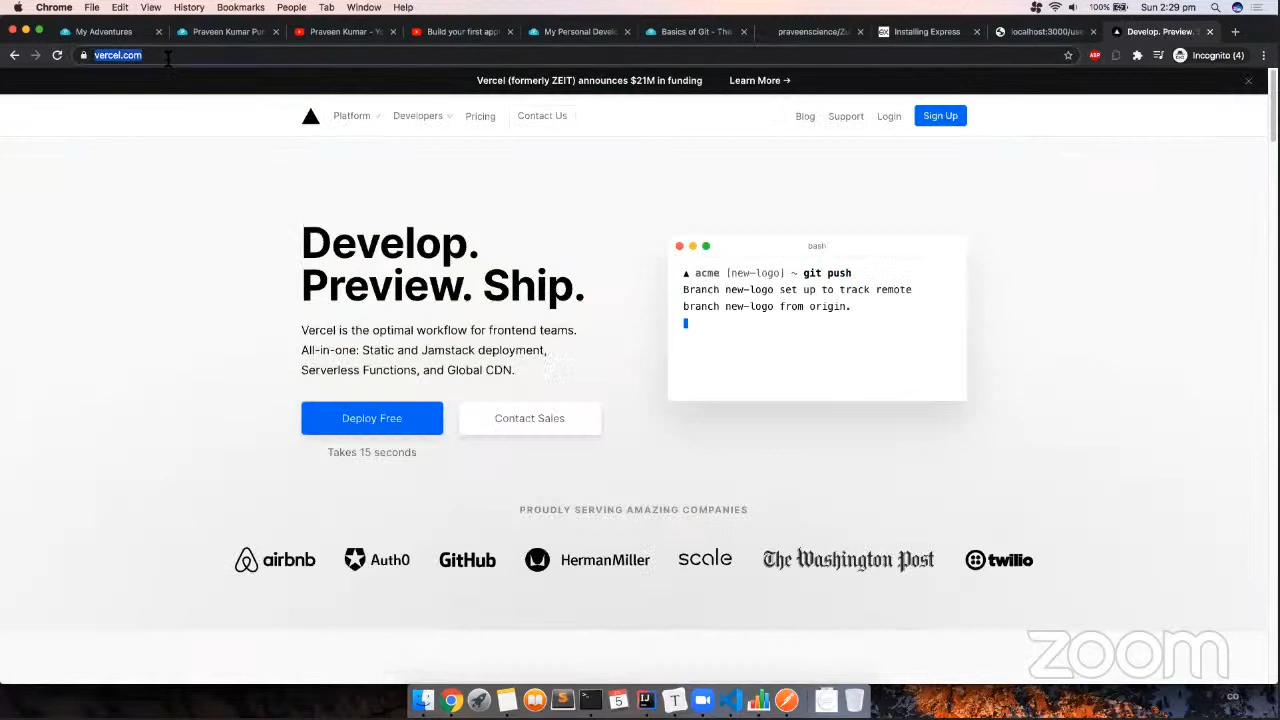 Chrome File Edit View History Bookmarks People Tab Window Help
100% Sun 2:29 pm
My Adventures
Praveen Kumar Pur
Praveen Kumar - Yo
Build your first app
My Personal Develo
Basics of Git - The
praveenscience/Zu
Installing Express
localhost:3000/use
Develop. Preview. S
vercel.com
ABP
Incognito (4)
Vercel (formerly ZEIT) announces $21M in funding Learn More →
Platform Developers Pricing Contact Us Blog Support Login Sign Up
Develop.
Preview. Ship.
Vercel is the optimal workflow for frontend teams.
All-in-one: Static and Jamstack deployment,
Serverless Functions, and Global CDN.
Deploy Free Contact Sales
Takes 15 seconds
bash
▲ acme [new-logo] ~ git push
Branch new-logo set up to track remote
branch new-logo from origin.
PROUDLY SERVING AMAZING COMPANIES
airbnb Auth0 GitHub HermanMiller scale The Washington Post twilio
zoom